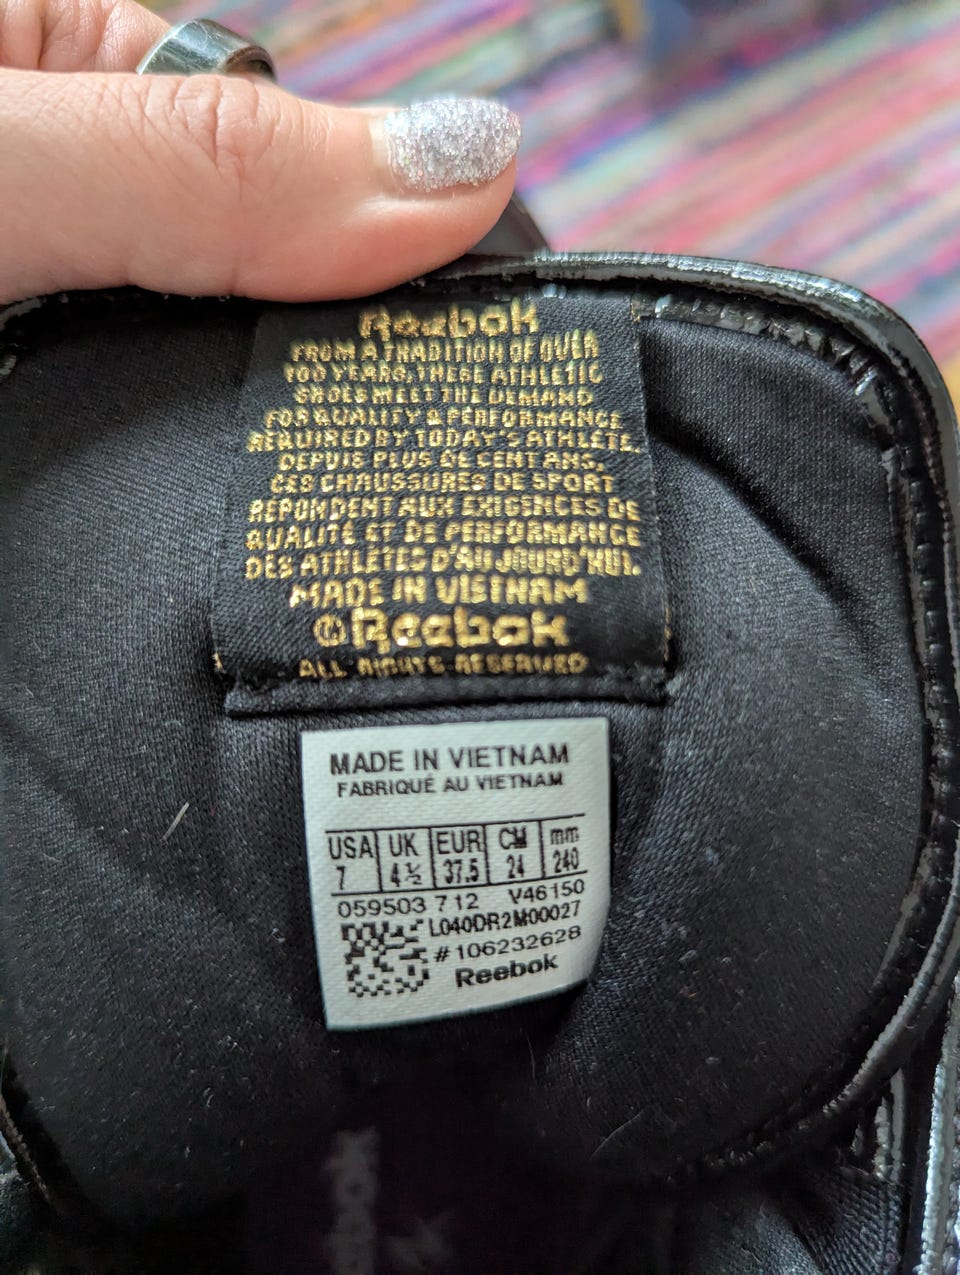 Reebok
FROM A TRADITION OF OVER
100 YEARS, THESE ATHLETIC
SHOES MEET THE DEMAND
FOR QUALITY & PERFORMANCE
REQUIRED BY TODAY'S ATHLETE.
DEPUIS PLUS DE CENT ANS,
CES CHAUSSURES DE SPORT
REPONDENT AUX EXIGENCES DE
QUALITÉ ET DE PERFORMANCE
DES ATHLÈTES D'AUJOURD'HUI.
MADE IN VIETNAM
©Reebok
ALL RIGHTS RESERVED
MADE IN VIETNAM
FABRIQUÉ AU VIETNAM
USA UK EUR CM mm
7 4½ 37.5 24 240
059503 712 V46150
L040DR2M00027
#106232628
Reebok